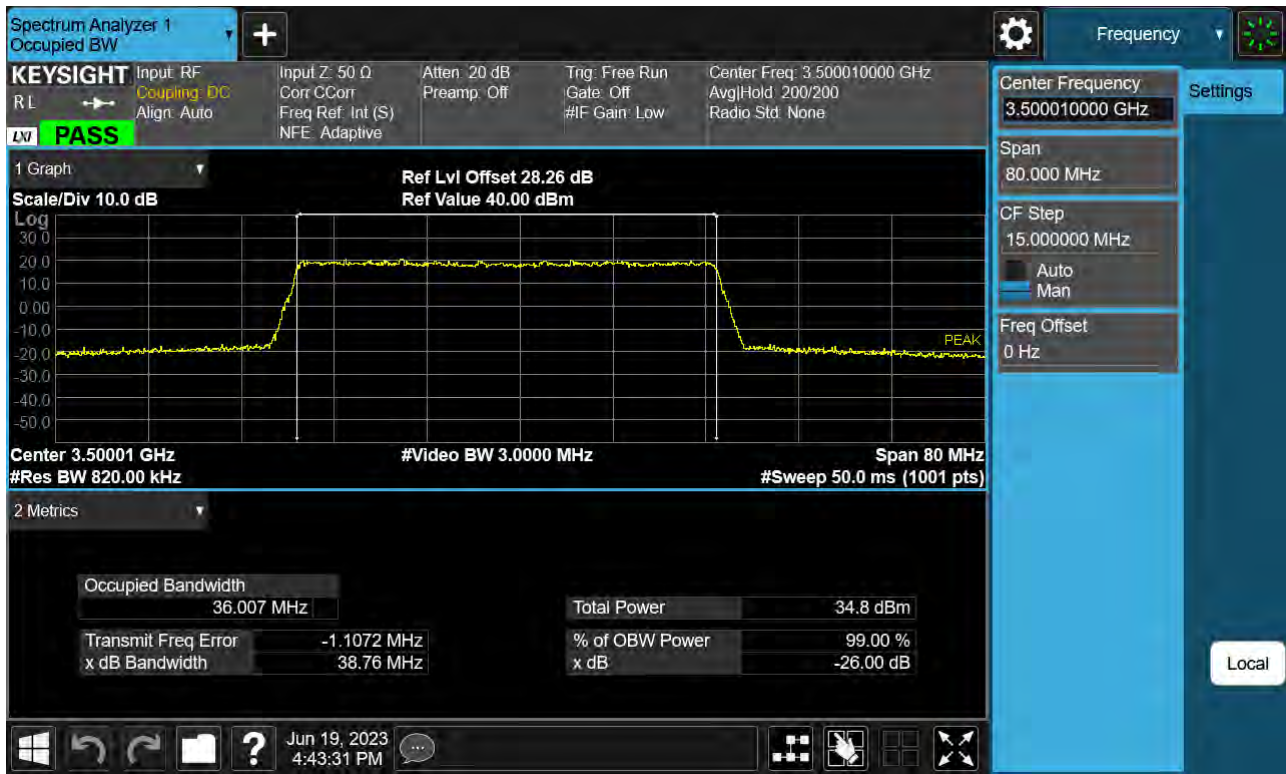 Spectrum Analyzer 1
Occupied BW
+
Frequency
KEYSIGHT
RL
LXI
PASS
Input: RF
Coupling: DC
Align: Auto
Input Z: 50 Ω
Corr CCorr
Freq Ref: Int (S)
NFE: Adaptive
Atten: 20 dB
Preamp: Off
Trig: Free Run
Gate: Off
#IF Gain: Low
Center Freq: 3.500010000 GHz
Avg|Hold: 200/200
Radio Std: None
Center Frequency
3.500010000 GHz
Settings
Span
80.000 MHz
CF Step
15.000000 MHz
Auto
Man
Freq Offset
0 Hz
Local
1 Graph
Scale/Div 10.0 dB
Ref Lvl Offset 28.26 dB
Ref Value 40.00 dBm
Log
30.0
20.0
10.0
0.00
-10.0
-20.0
-30.0
-40.0
-50.0
PEAK
Center 3.50001 GHz
#Video BW 3.0000 MHz
Span 80 MHz
#Res BW 820.00 kHz
#Sweep 50.0 ms (1001 pts)
2 Metrics
Occupied Bandwidth
36.007 MHz
Transmit Freq Error -1.1072 MHz
x dB Bandwidth 38.76 MHz
Total Power 34.8 dBm
% of OBW Power 99.00 %
x dB -26.00 dB
?
Jun 19, 2023
4:43:31 PM